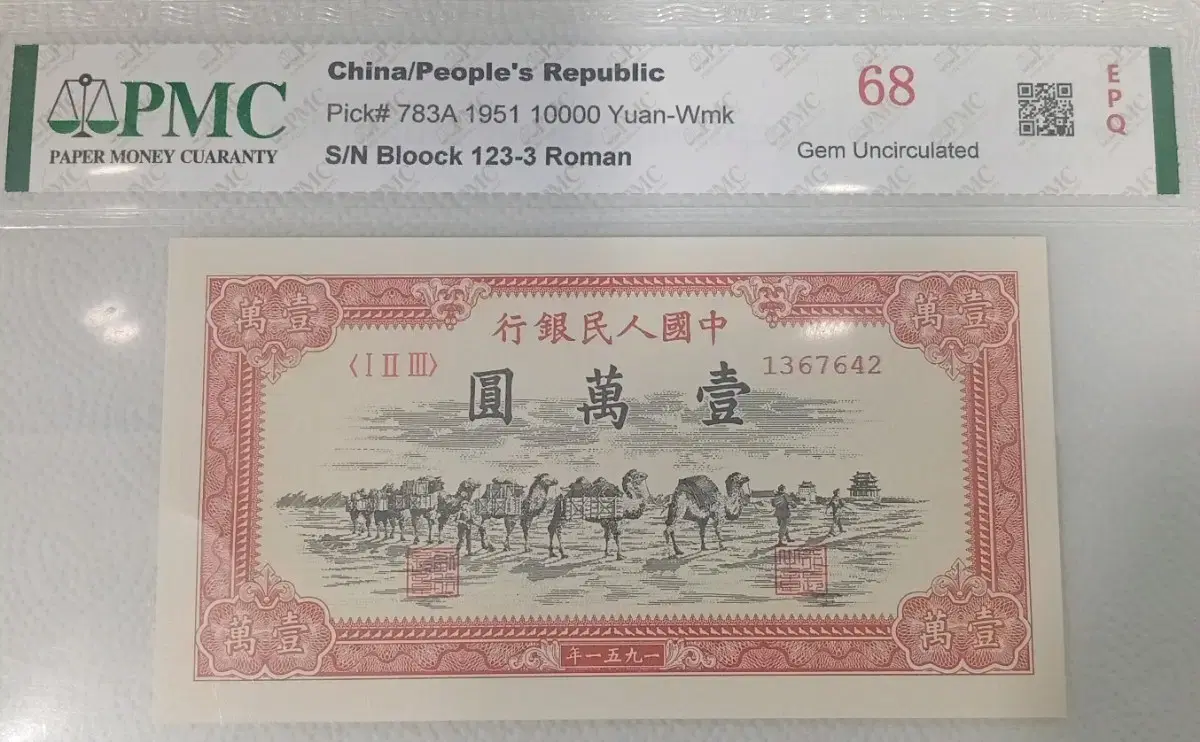 PMC
PAPER MONEY CUARANTY
China/People's Republic
Pick# 783A 1951 10000 Yuan-Wmk
S/N Bloock 123-3 Roman
68
Gem Uncirculated
EPQ
萬壹
萬壹
行銀民人國中
〈Ⅰ Ⅱ Ⅲ〉
1367642
圓萬壹
萬壹
萬壹
年一五九一